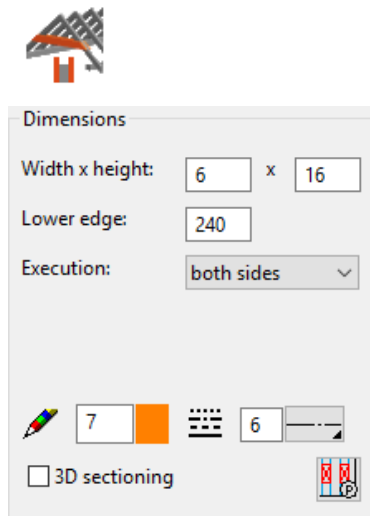 Dimensions
Width x height: 6 x 16
Lower edge: 240
Execution: both sides
7 6
3D sectioning P